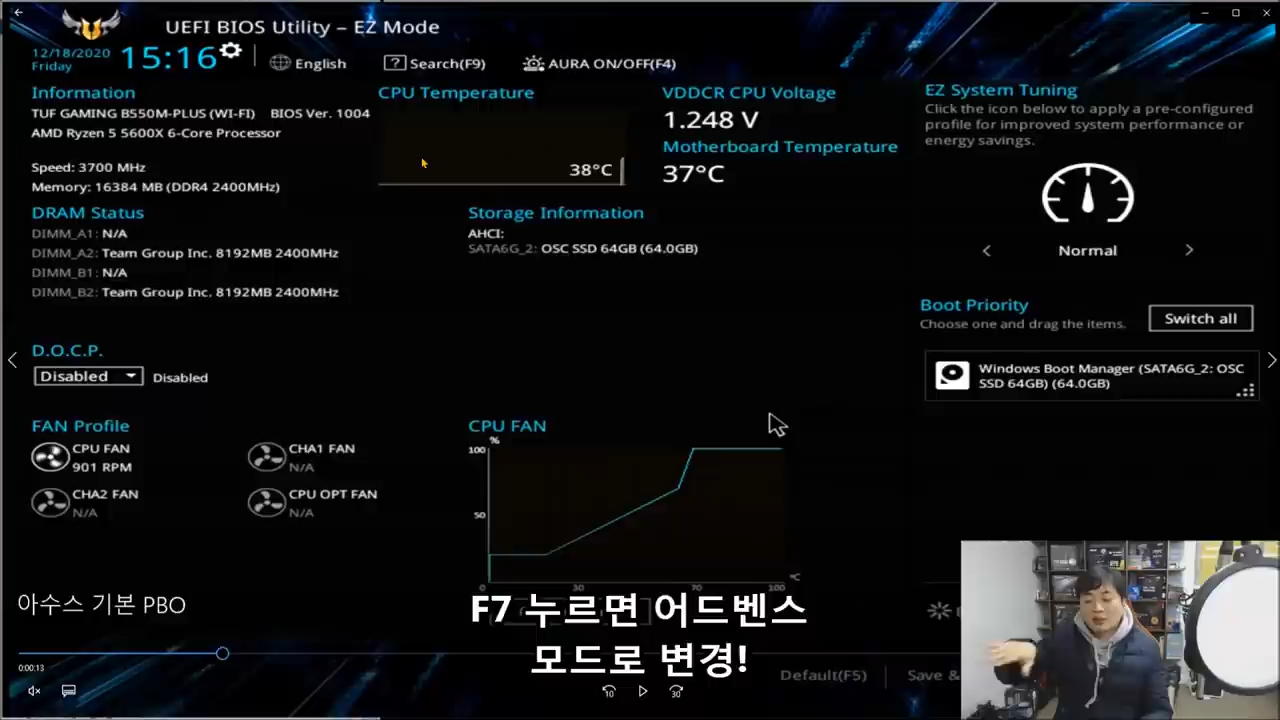 UEFI BIOS Utility – EZ Mode
12/18/2020
Friday
15:16
English
Search(F9)
AURA ON/OFF(F4)
Information
TUF GAMING B550M-PLUS (WI-FI) BIOS Ver. 1004
AMD Ryzen 5 5600X 6-Core Processor
Speed: 3700 MHz
Memory: 16384 MB (DDR4 2400MHz)
CPU Temperature
38°C
VDDCR CPU Voltage
1.248 V
Motherboard Temperature
37°C
EZ System Tuning
Click the icon below to apply a pre-configured
profile for improved system performance or
energy savings.
Normal
DRAM Status
DIMM_A1: N/A
DIMM_A2: Team Group Inc. 8192MB 2400MHz
DIMM_B1: N/A
DIMM_B2: Team Group Inc. 8192MB 2400MHz
Storage Information
AHCI:
SATA6G_2: OSC SSD 64GB (64.0GB)
Boot Priority
Choose one and drag the items.
Switch all
Windows Boot Manager (SATA6G_2: OSC
SSD 64GB) (64.0GB)
D.O.C.P.
Disabled
Disabled
FAN Profile
CPU FAN
901 RPM
CHA1 FAN
N/A
CHA2 FAN
N/A
CPU OPT FAN
N/A
CPU FAN
%
100
50
0
30
70
100
°C
아수스 기본 PBO
F7 누르면 어드벤스
모드로 변경!
0:00:13
10
30
Default(F5)
Save &